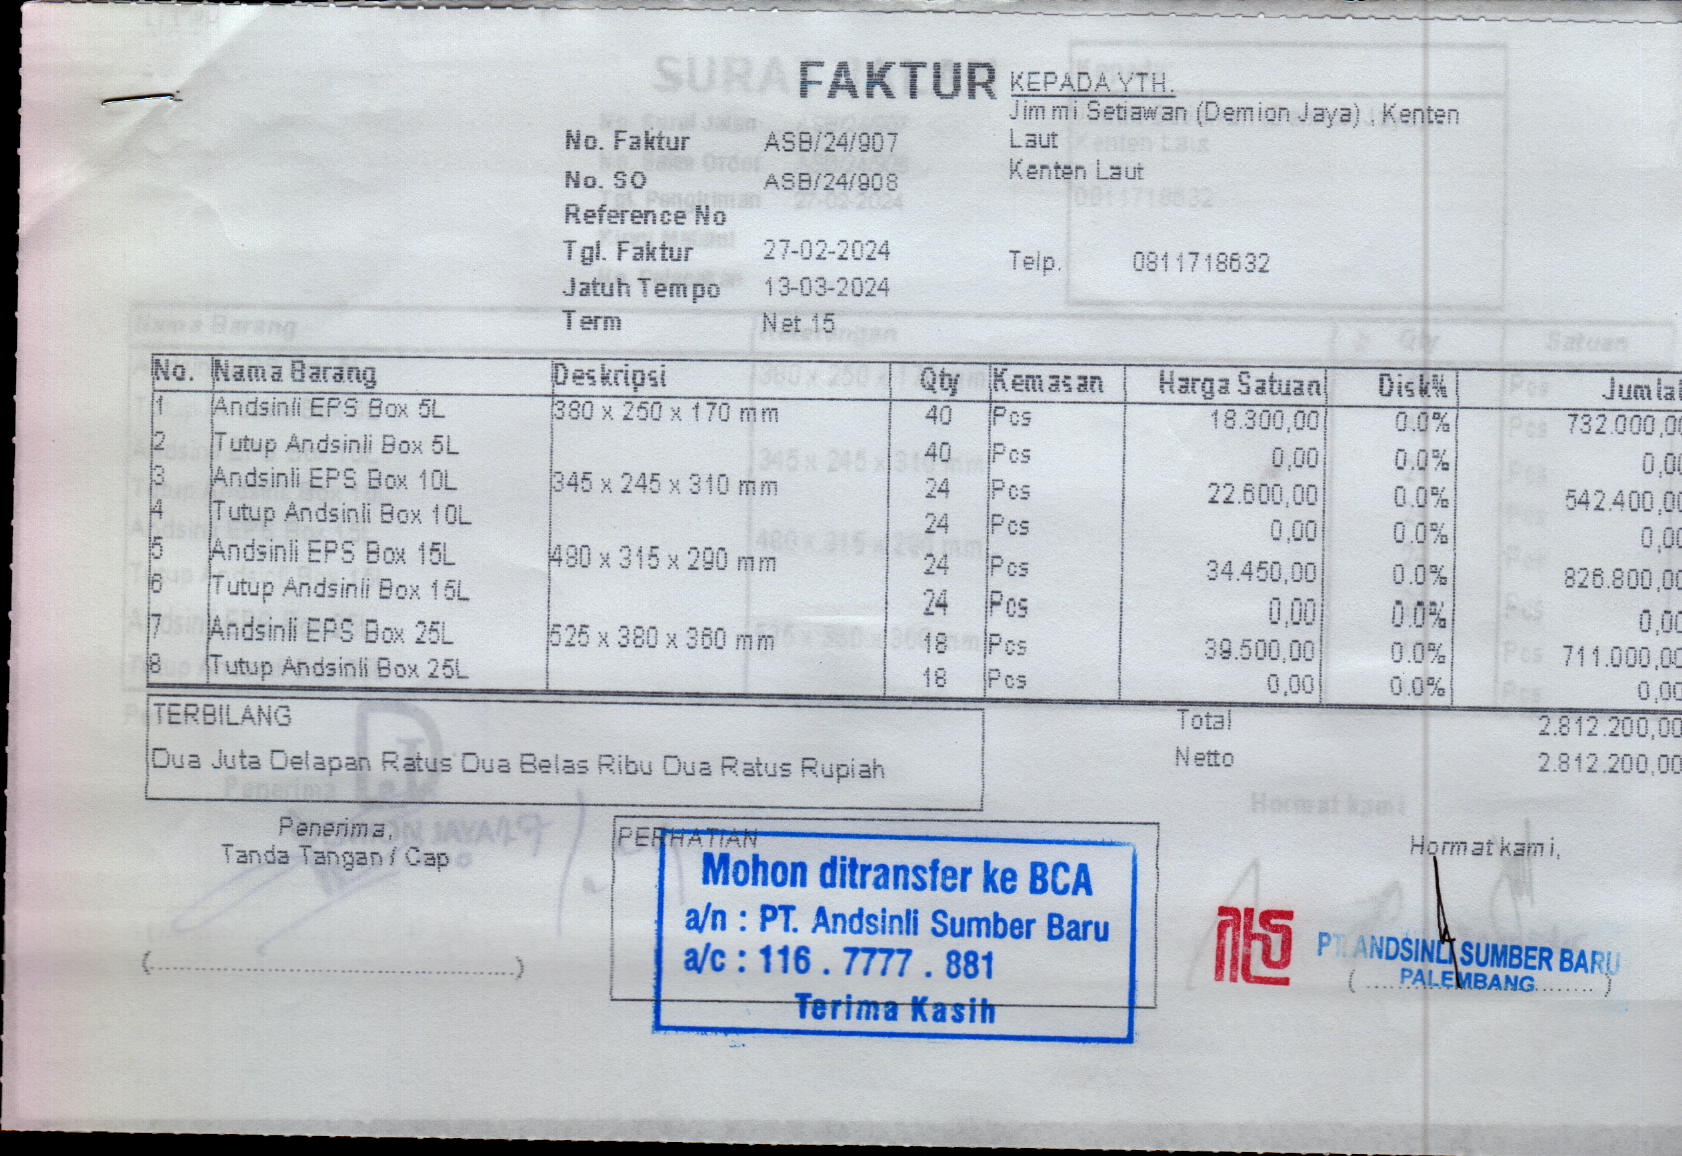 FAKTUR
KEPADA YTH.
Jimmi Setiawan (Demion Jaya) , Kenten
Laut
Kenten Laut
No. Faktur ASB/24/907
No. SO ASB/24/908
Reference No
Tgl. Faktur 27-02-2024
Telp. 0811718632
Jatuh Tempo 13-03-2024
Term Net 15
No. Nama Barang Deskripsi Qty Kemasan Harga Satuan Disk% Jumlal
1 Andsinli EPS Box 5L 380 x 250 x 170 mm 40 Pcs 18.300,00 0.0% 732.000,00
2 Tutup Andsinli Box 5L 40 Pcs 0,00 0.0% 0,00
3 Andsinli EPS Box 10L 345 x 245 x 310 mm 24 Pcs 22.600,00 0.0% 542.400,00
4 Tutup Andsinli Box 10L 24 Pcs 0,00 0.0% 0,00
5 Andsinli EPS Box 15L 480 x 315 x 290 mm 24 Pcs 34.450,00 0.0% 826.800,00
6 Tutup Andsinli Box 15L 24 Pcs 0,00 0.0% 0,00
7 Andsinli EPS Box 25L 525 x 380 x 360 mm 18 Pcs 39.500,00 0.0% 711.000,00
8 Tutup Andsinli Box 25L 18 Pcs 0,00 0.0% 0,00
TERBILANG
Dua Juta Delapan Ratus Dua Belas Ribu Dua Ratus Rupiah
Total 2.812.200,00
Netto 2.812.200,00
Penerima,
Tanda Tangan / Cap
PERHATIAN
Mohon ditransfer ke BCA
a/n : PT. Andsinli Sumber Baru
a/c : 116 . 7777 . 881
Terima Kasih
Hormat kami,
PT. ANDSINLI SUMBER BARU
PALEMBANG